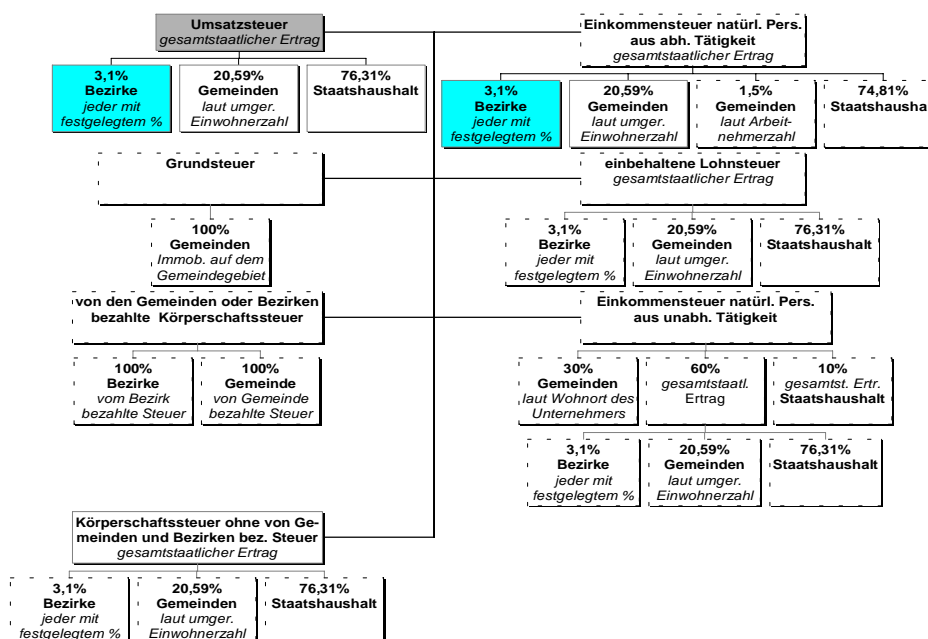 Umsatzsteuer
gesamtstaatlicher Ertrag
3,1%
Bezirke
jeder mit
festgelegtem %
20,59%
Gemeinden
laut umger.
Einwohnerzahl
76,31%
Staatshaushalt
Einkommensteuer natürl. Pers.
aus abh. Tätigkeit
gesamtstaatlicher Ertrag
3,1%
Bezirke
jeder mit
festgelegtem %
20,59%
Gemeinden
laut umger.
Einwohnerzahl
1,5%
Gemeinden
laut Arbeit-
nehmerzahl
74,81%
Staatshausha
Grundsteuer
100%
Gemeinden
Immob. auf dem
Gemeindegebiet
einbehaltene Lohnsteuer
gesamtstaatlicher Ertrag
3,1%
Bezirke
jeder mit
festgelegtem %
20,59%
Gemeinden
laut umger.
Einwohnerzahl
76,31%
Staatshaushalt
von den Gemeinden oder Bezirken
bezahlte Körperschaftssteuer
100%
Bezirke
vom Bezirk
bezahlte Steuer
100%
Gemeinde
von Gemeinde
bezahlte Steuer
Einkommensteuer natürl. Pers.
aus unabh. Tätigkeit
30%
Gemeinden
laut Wohnort des
Unternehmers
60%
gesamtstaatl.
Ertrag
10%
gesamtst. Ertr.
Staatshaushalt
3,1%
Bezirke
jeder mit
festgelegtem %
20,59%
Gemeinden
laut umger.
Einwohnerzahl
76,31%
Staatshaushalt
Körperschaftssteuer ohne von Ge-
meinden und Bezirken bez. Steuer
gesamtstaatlicher Ertrag
3,1%
Bezirke
jeder mit
festgelegtem %
20,59%
Gemeinden
laut umger.
Einwohnerzahl
76,31%
Staatshaushalt